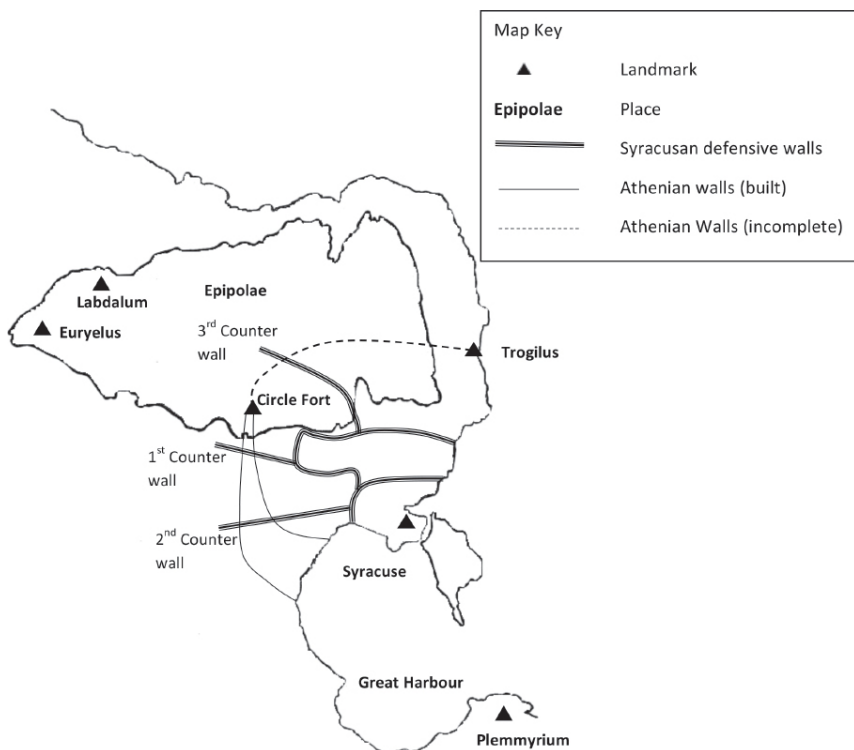 Map Key
Landmark
Epipolae Place
Syracusan defensive walls
Athenian walls (built)
Athenian Walls (incomplete)
Labdalum
Epipolae
Euryelus
3rd Counter
wall
Trogilus
Circle Fort
1st Counter
wall
2nd Counter
wall
Syracuse
Great Harbour
Plemmyrium